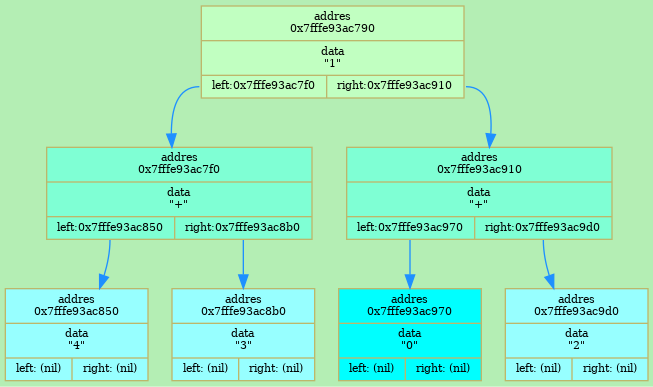 addres
0x7fffe93ac790
data
"1"
left:0x7fffe93ac7f0 right:0x7fffe93ac910
addres
0x7fffe93ac7f0
data
"+"
left:0x7fffe93ac850 right:0x7fffe93ac8b0
addres
0x7fffe93ac910
data
"+"
left:0x7fffe93ac970 right:0x7fffe93ac9d0
addres
0x7fffe93ac850
data
"4"
left: (nil) right: (nil)
addres
0x7fffe93ac8b0
data
"3"
left: (nil) right: (nil)
addres
0x7fffe93ac970
data
"0"
left: (nil) right: (nil)
addres
0x7fffe93ac9d0
data
"2"
left: (nil) right: (nil)